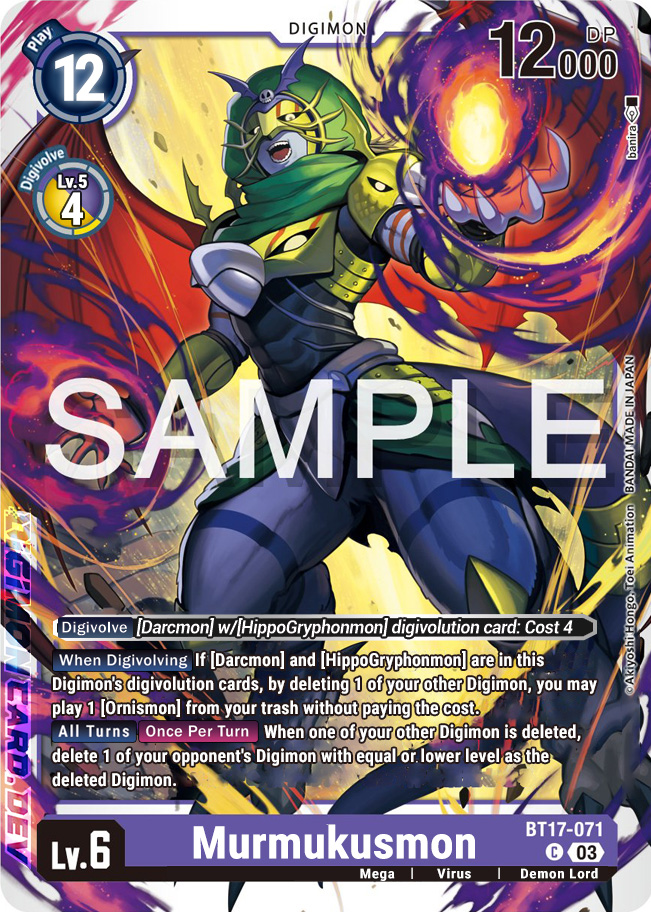 DIGIMON
Play
12
12000 DP
banira
Digivolve
Lv.5
4
SAMPLE
©Akiyoshi Hongo, Toei Animation BANDAI MADE IN JAPAN
DIGIMONCARD.DEV
Digivolve [Darcmon] w/[HippoGryphonmon] digivolution card: Cost 4
When Digivolving If [Darcmon] and [HippoGryphonmon] are in this
Digimon's digivolution cards, by deleting 1 of your other Digimon, you may
play 1 [Ornismon] from your trash without paying the cost.
All Turns Once Per Turn When one of your other Digimon is deleted,
delete 1 of your opponent's Digimon with equal or lower level as the
deleted Digimon.
Lv.6
Murmukusmon
BT17-071
C 03
Mega | Virus | Demon Lord